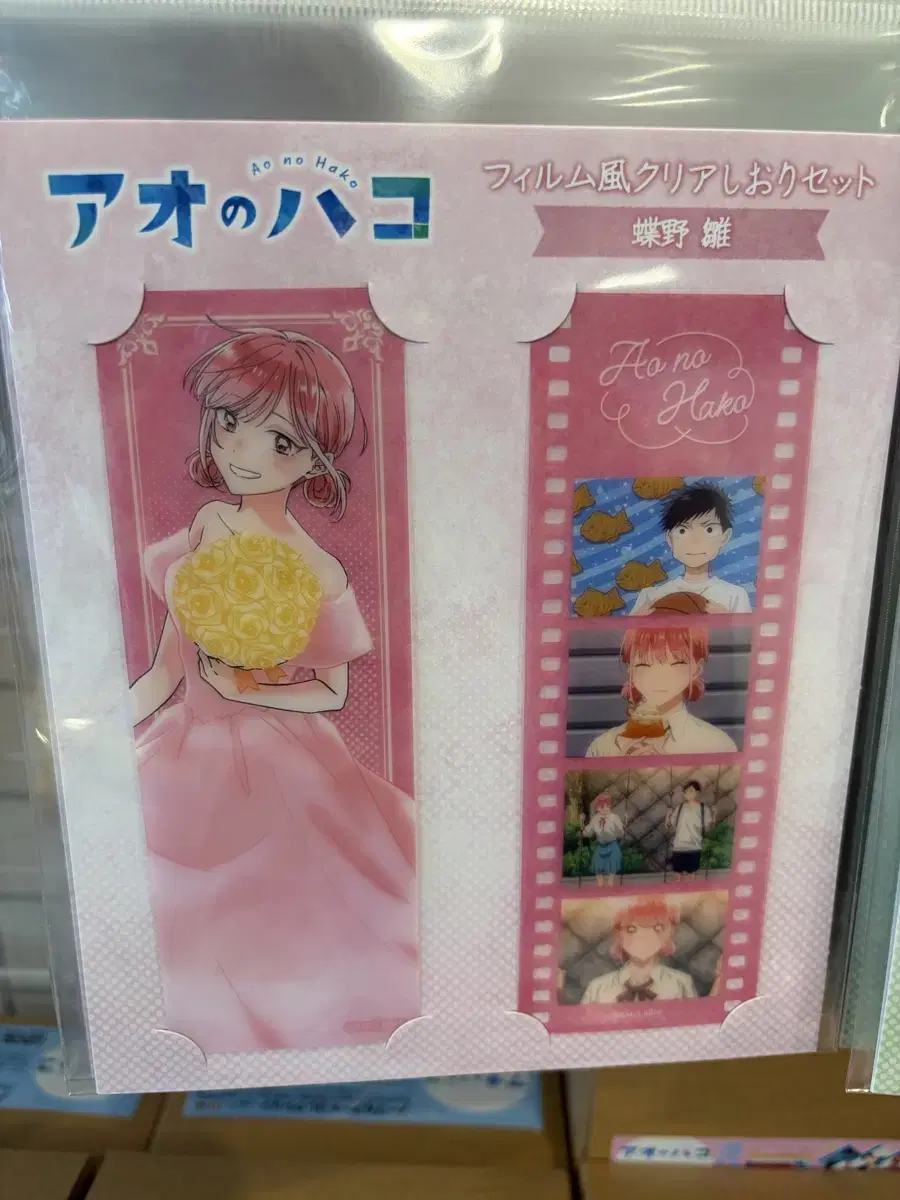 アオのハコ
Ao no Hako
フィルム風クリアしおりセット
蝶野 雛
Ao no
Hako